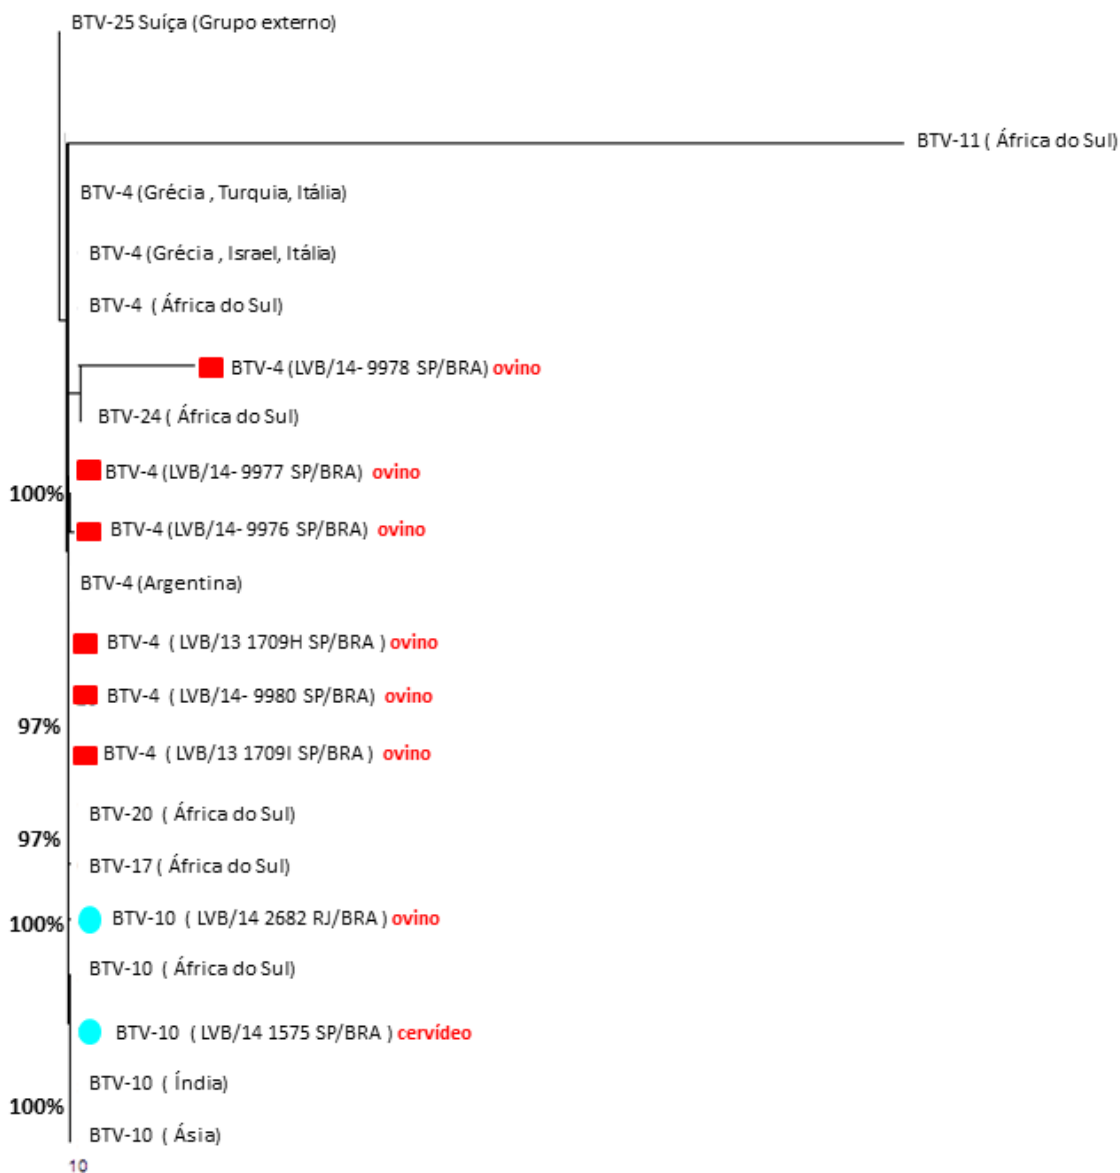 BTV-25 Suíça (Grupo externo)
BTV-11 ( África do Sul)
BTV-4 (Grécia , Turquia, Itália)
BTV-4 (Grécia , Israel, Itália)
BTV-4 ( África do Sul)
BTV-4 (LVB/14- 9978 SP/BRA) ovino
BTV-24 ( África do Sul)
BTV-4 (LVB/14- 9977 SP/BRA) ovino
100%
BTV-4 (LVB/14- 9976 SP/BRA) ovino
BTV-4 (Argentina)
BTV-4 ( LVB/13 1709H SP/BRA ) ovino
BTV-4 ( LVB/14- 9980 SP/BRA) ovino
97%
BTV-4 ( LVB/13 1709I SP/BRA ) ovino
BTV-20 ( África do Sul)
97%
BTV-17 ( África do Sul)
100%
BTV-10 ( LVB/14 2682 RJ/BRA ) ovino
BTV-10 ( África do Sul)
BTV-10 ( LVB/14 1575 SP/BRA ) cervídeo
BTV-10 ( Índia)
100%
BTV-10 ( Ásia)
10